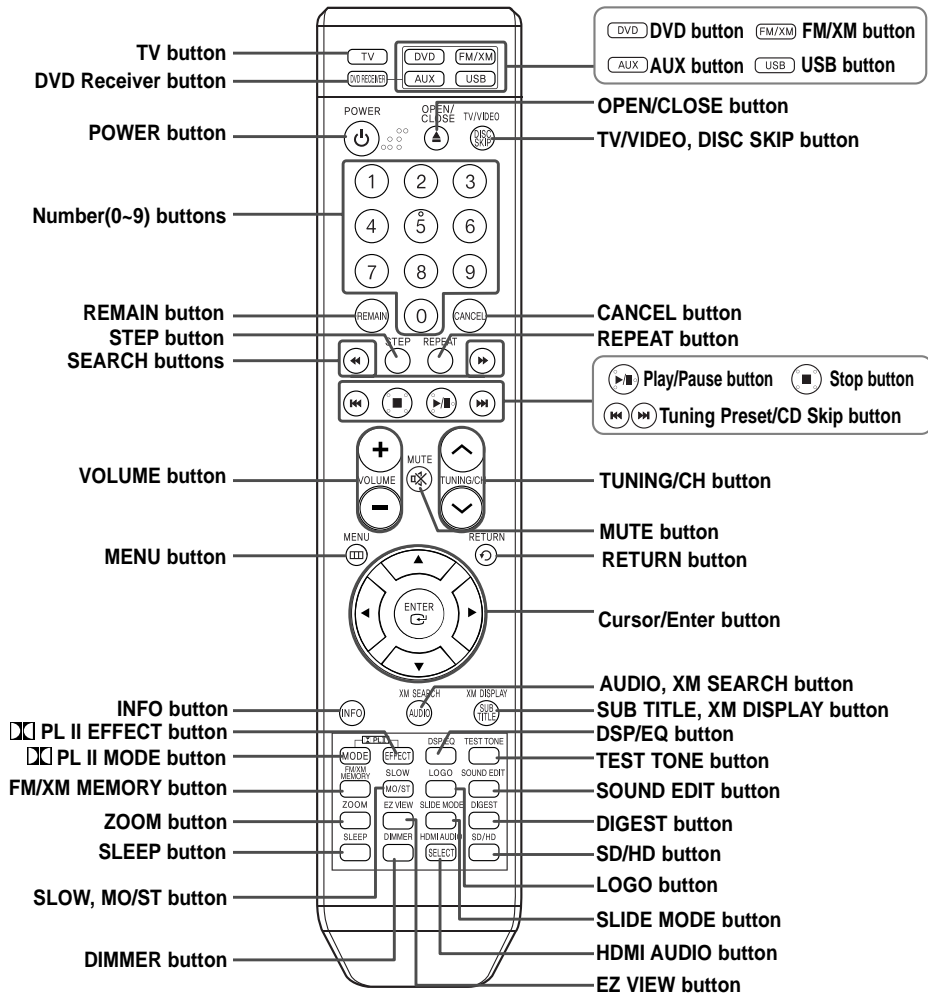 TV button
DVD Receiver button
POWER button
Number(0~9) buttons
REMAIN button
STEP button
SEARCH buttons
VOLUME button
MENU button
INFO button
PL II EFFECT button
PL II MODE button
FM/XM MEMORY button
ZOOM button
SLEEP button
SLOW, MO/ST button
DIMMER button
TV
DVD FM/XM
DVD RECEIVER AUX USB
POWER OPEN/
CLOSE TV/VIDEO
DISC
SKIP
1 2 3
4 5 6
7 8 9
REMAIN 0 CANCEL
STEP REPEAT
+
VOLUME MUTE TUNING/CH
−
MENU RETURN
ENTER
XM SEARCH XM DISPLAY
INFO AUDIO SUB
TITLE
PL II DSP/EQ TEST TONE
MODE EFFECT
FM/XM
MEMORY SLOW LOGO SOUND EDIT
MO/ST
ZOOM EZ VIEW SLIDE MODE DIGEST
SLEEP DIMMER HDMI AUDIO SD/HD
SELECT
DVD DVD button FM/XM FM/XM button
AUX AUX button USB USB button
OPEN/CLOSE button
TV/VIDEO, DISC SKIP button
CANCEL button
REPEAT button
Play/Pause button Stop button
Tuning Preset/CD Skip button
TUNING/CH button
MUTE button
RETURN button
Cursor/Enter button
AUDIO, XM SEARCH button
SUB TITLE, XM DISPLAY button
DSP/EQ button
TEST TONE button
SOUND EDIT button
DIGEST button
SD/HD button
LOGO button
SLIDE MODE button
HDMI AUDIO button
EZ VIEW button